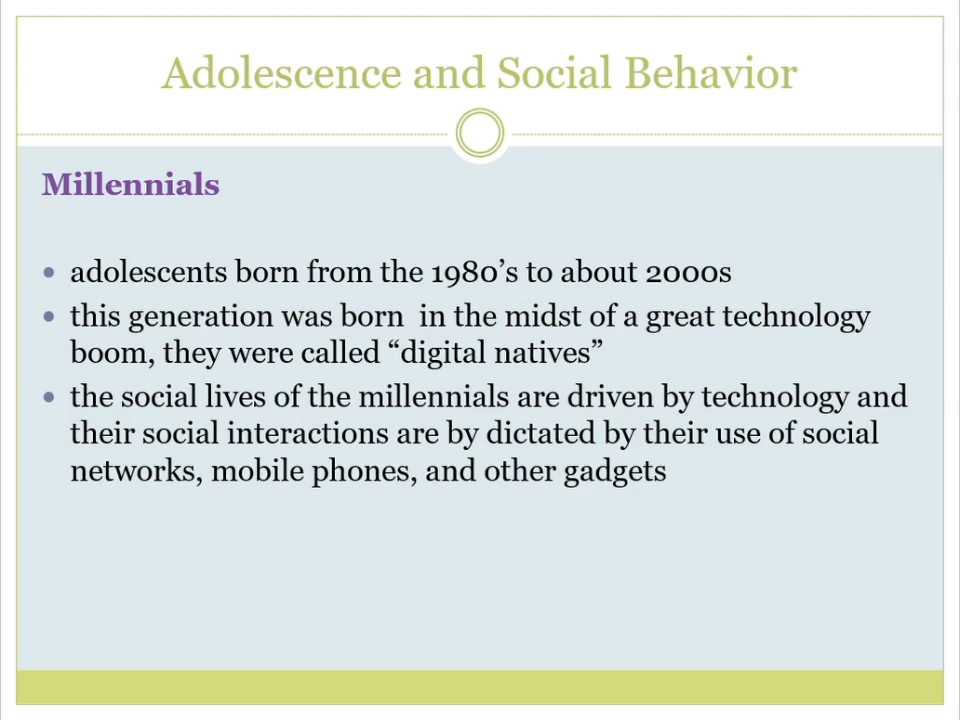 Adolescence and Social Behavior
Millennials
adolescents born from the 1980's to about 2000s
this generation was born  in the midst of a great technology
boom, they were called “digital natives”
the social lives of the millennials are driven by technology and
their social interactions are by dictated by their use of social
networks, mobile phones, and other gadgets